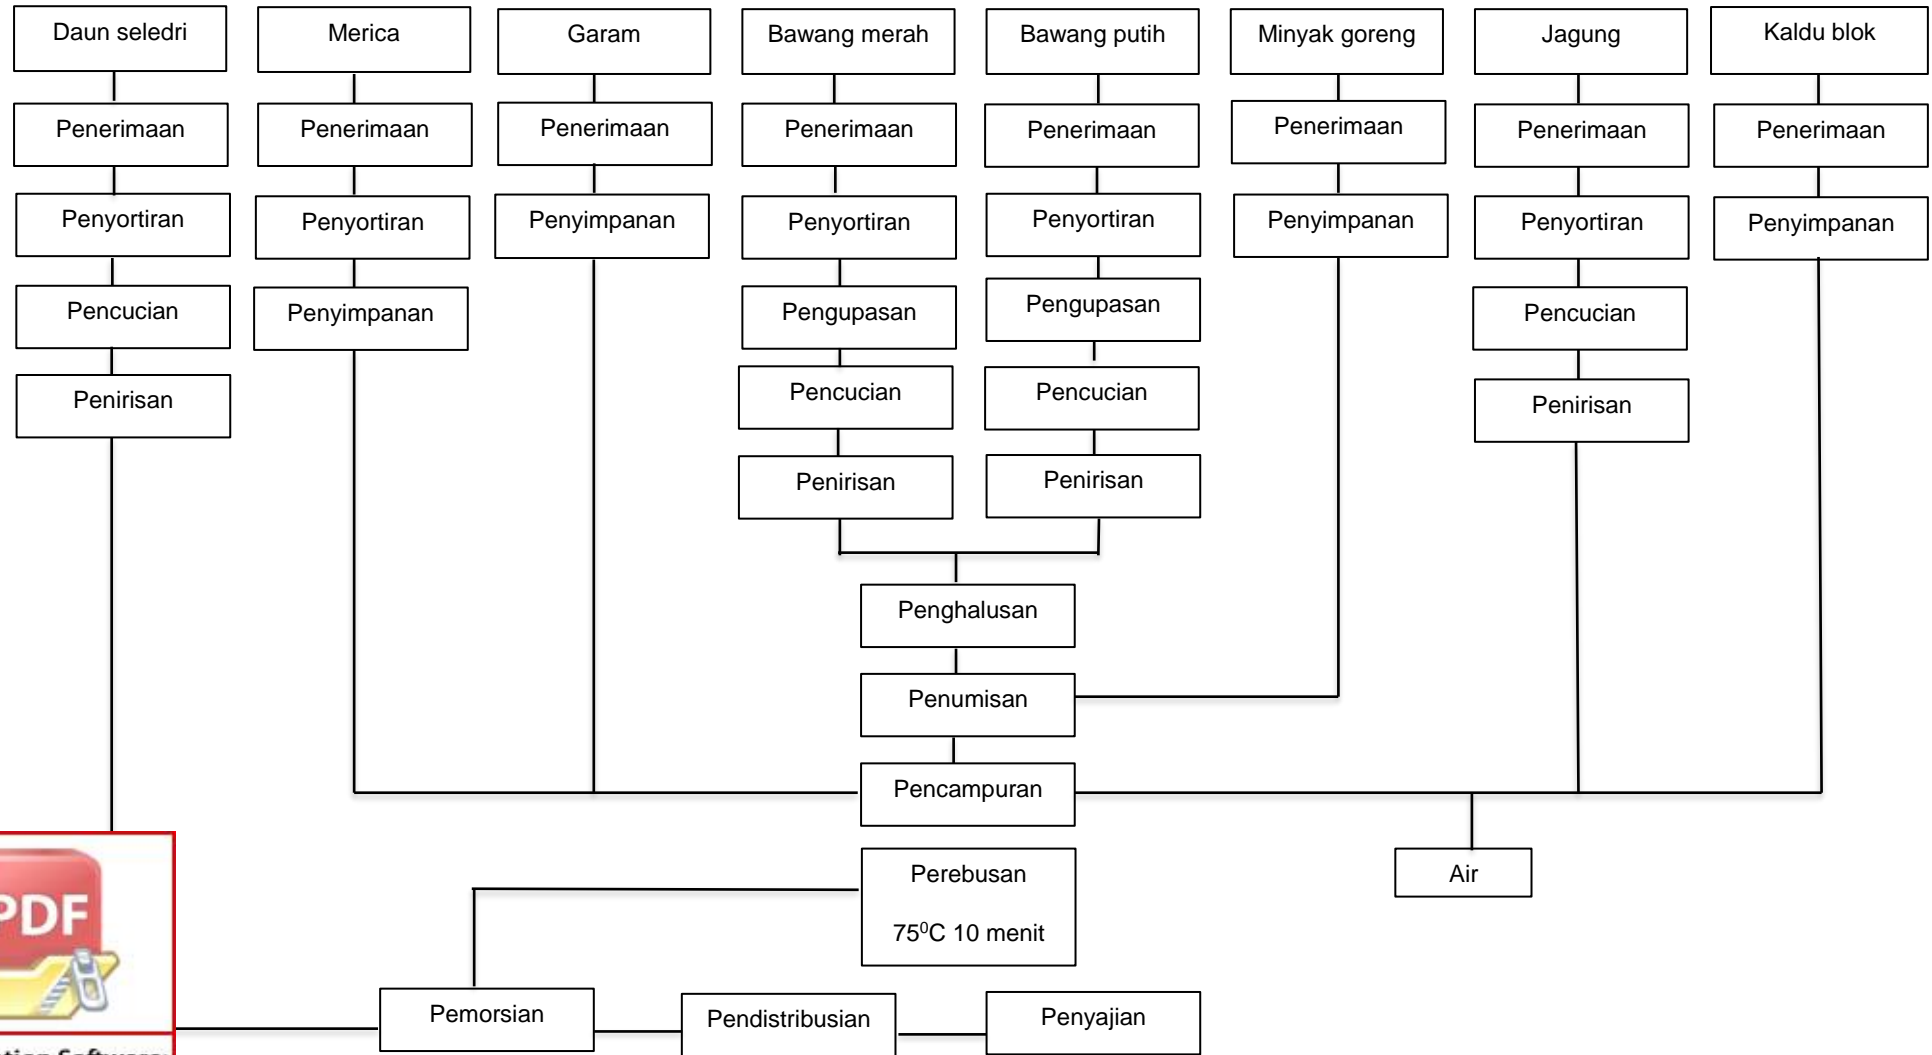 Daun seledri
Merica
Garam
Bawang merah
Bawang putih
Minyak goreng
Jagung
Kaldu blok
Penerimaan
Penerimaan
Penerimaan
Penerimaan
Penerimaan
Penerimaan
Penerimaan
Penerimaan
Penyortiran
Penyortiran
Penyimpanan
Penyortiran
Penyortiran
Penyimpanan
Penyortiran
Penyimpanan
Pencucian
Penyimpanan
Pengupasan
Pengupasan
Pencucian
Penirisan
Pencucian
Pencucian
Penirisan
Penirisan
Penirisan
Penghalusan
Penumisan
Pencampuran
Perebusan
75⁰C 10 menit
Air
PDF
Pemorsian
Pendistribusian
Penyajian